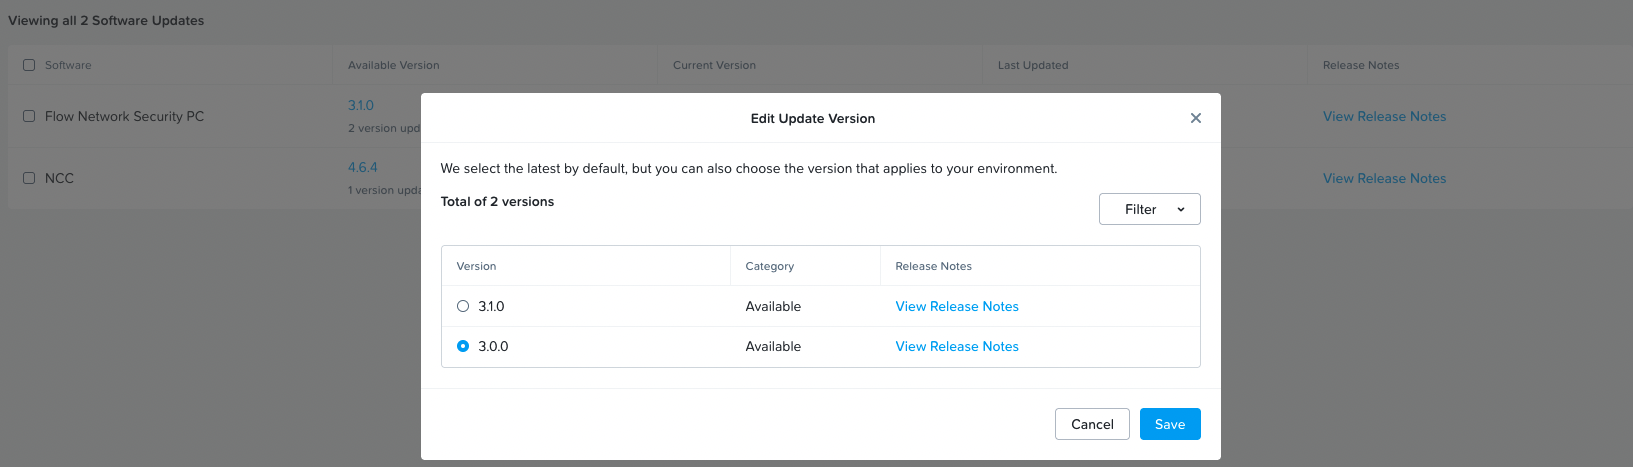 Viewing all 2 Software Updates
Software Available Version Current Version Last Updated Release Notes
Flow Network Security PC 3.1.0 View Release Notes
2 version upd
NCC 4.6.4 View Release Notes
1 version upda
Edit Update Version
We select the latest by default, but you can also choose the version that applies to your environment.
Total of 2 versions
Filter
Version Category Release Notes
3.1.0 Available View Release Notes
3.0.0 Available View Release Notes
Cancel Save